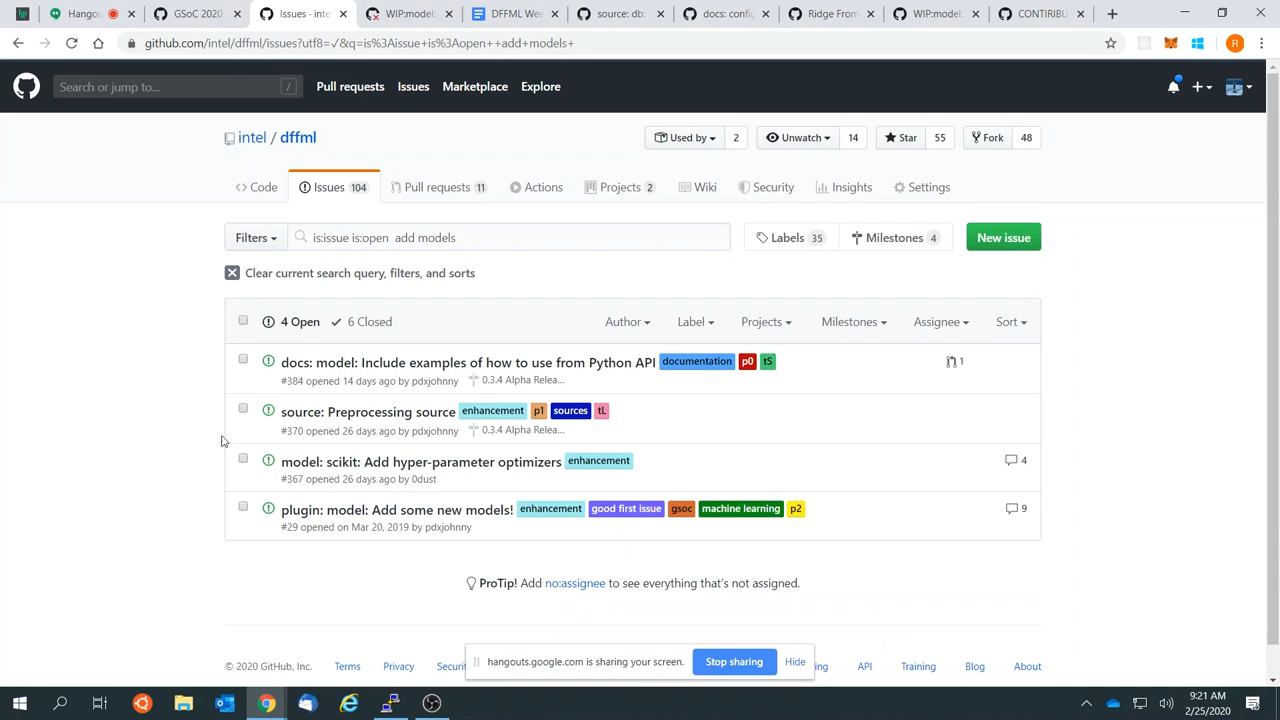 Hangou
GSoC 2020
Issues · inte
WIP:model:
DFFML Wee
source: db:
docs: config
Ridge From
WIP:model:
CONTIRIBU
github.com/intel/dffml/issues?utf8=✓&q=is%3Aissue+is%3Aopen++add+models+
R
Search or jump to...
/
Pull requests
Issues
Marketplace
Explore
intel / dffml
Used by 2
Unwatch 14
Star 55
Fork 48
Code
Issues 104
Pull requests 11
Actions
Projects 2
Wiki
Security
Insights
Settings
Filters
is:issue is:open add models
Labels 35
Milestones 4
New issue
Clear current search query, filters, and sorts
4 Open
6 Closed
Author
Label
Projects
Milestones
Assignee
Sort
docs: model: Include examples of how to use from Python API documentation p0 tS
1
#384 opened 14 days ago by pdxjohnny 0.3.4 Alpha Relea...
source: Preprocessing source enhancement p1 sources tL
#370 opened 26 days ago by pdxjohnny 0.3.4 Alpha Relea...
model: scikit: Add hyper-parameter optimizers enhancement
4
#367 opened 26 days ago by 0dust
plugin: model: Add some new models! enhancement good first issue gsoc machine learning p2
9
#29 opened on Mar 20, 2019 by pdxjohnny
ProTip! Add no:assignee to see everything that's not assigned.
© 2020 GitHub, Inc.
Terms
Privacy
Securi
hangouts.google.com is sharing your screen.
Stop sharing
Hide
ing
API
Training
Blog
About
9:21 AM
2/25/2020